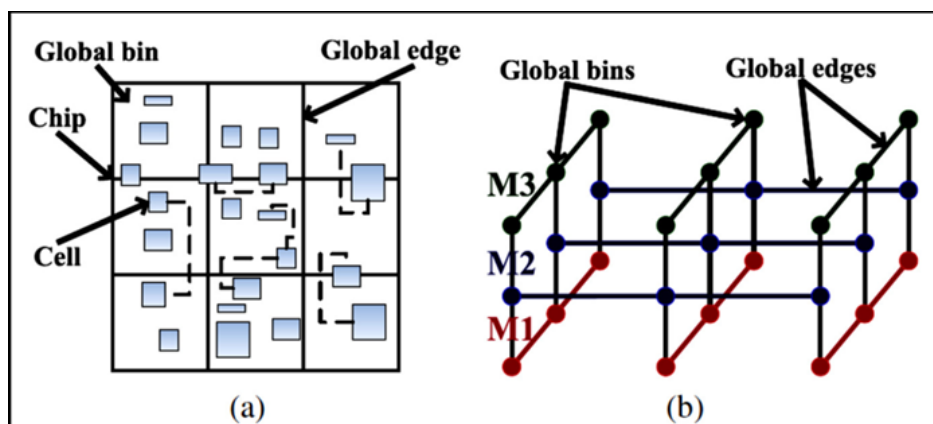 Global bin
Global edge
Chip
Cell
(a)
Global bins
Global edges
M3
M2
M1
(b)